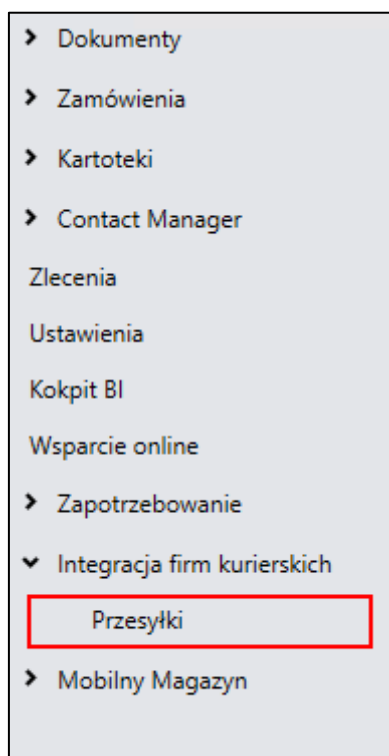 Dokumenty
Zamówienia
Kartoteki
Contact Manager
Zlecenia
Ustawienia
Kokpit BI
Wsparcie online
Zapotrzebowanie
Integracja firm kurierskich
Przesyłki
Mobilny Magazyn